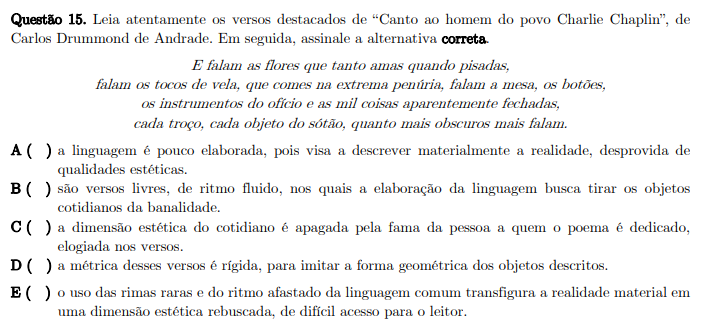 Questão 15. Leia atentamente os versos destacados de “Canto ao homem do povo Charlie Chaplin”, de
Carlos Drummond de Andrade. Em seguida, assinale a alternativa correta.
E falam as flores que tanto amas quando pisadas,
falam os tocos de vela, que comes na extrema penúria, falam a mesa, os botões,
os instrumentos do ofício e as mil coisas aparentemente fechadas,
cada troço, cada objeto do sótão, quanto mais obscuros mais falam.
A ( ) a linguagem é pouco elaborada, pois visa a descrever materialmente a realidade, desprovida de
qualidades estéticas.
B ( ) são versos livres, de ritmo fluido, nos quais a elaboração da linguagem busca tirar os objetos
cotidianos da banalidade.
C ( ) a dimensão estética do cotidiano é apagada pela fama da pessoa a quem o poema é dedicado,
elogiada nos versos.
D ( ) a métrica desses versos é rígida, para imitar a forma geométrica dos objetos descritos.
E ( ) o uso das rimas raras e do ritmo afastado da linguagem comum transfigura a realidade material em
uma dimensão estética rebuscada, de difícil acesso para o leitor.